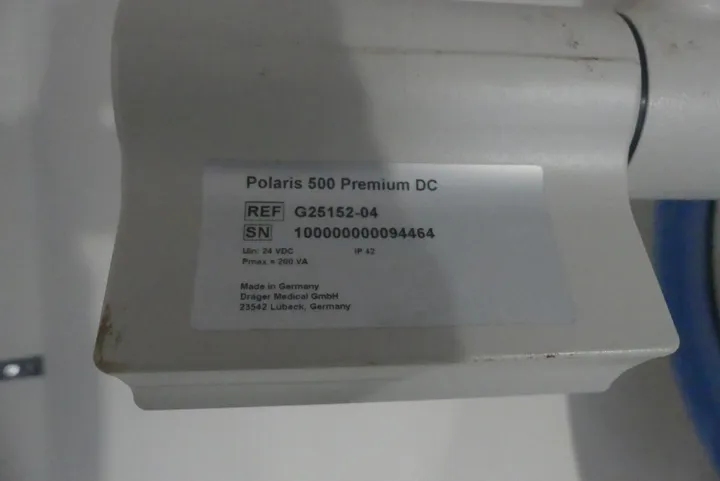 Polaris 500 Premium DC
REF G25152-04
SN 100000000094464
Uin: 24 VDC IP 42
Pmax = 200 VA
Made in Germany
Dräger Medical GmbH
23542 Lübeck, Germany